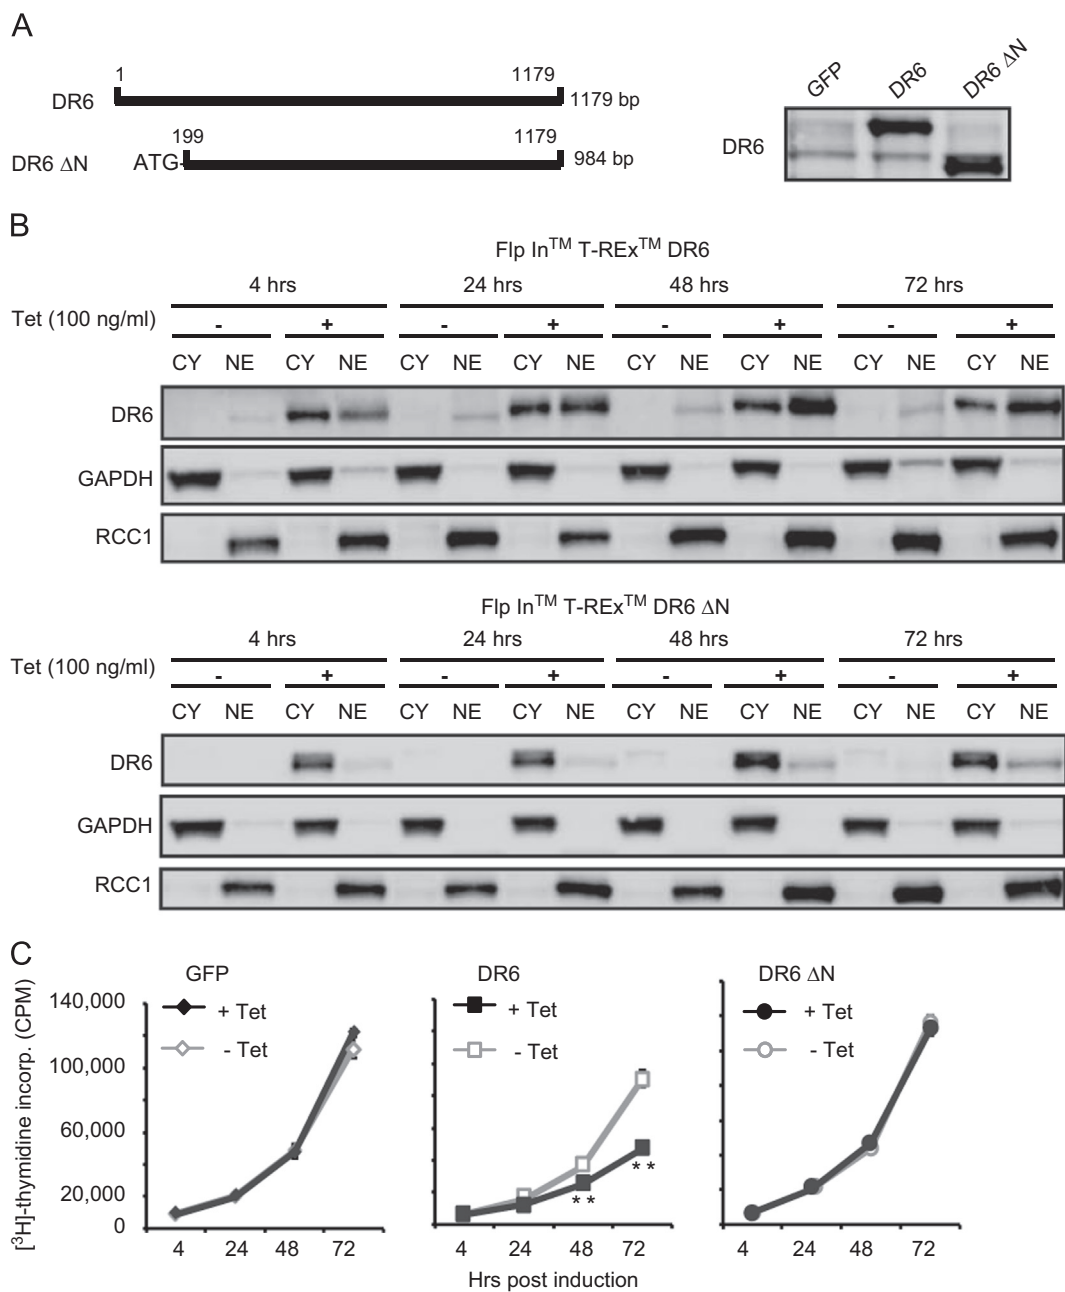 A
1 1179
DR6 1179 bp
199 1179
DR6 ΔN ATG 984 bp
GFP DR6 DR6 ΔN
DR6
B
Flp In™ T-REx™ DR6
4 hrs 24 hrs 48 hrs 72 hrs
Tet (100 ng/ml) - + - + - + - +
CY NE CY NE CY NE CY NE CY NE CY NE CY NE CY NE
DR6
GAPDH
RCC1
Flp In™ T-REx™ DR6 ΔN
4 hrs 24 hrs 48 hrs 72 hrs
Tet (100 ng/ml) - + - + - + - +
CY NE CY NE CY NE CY NE CY NE CY NE CY NE CY NE
DR6
GAPDH
RCC1
C
[³H]-thymidine incorp. (CPM)
140,000
100,000
60,000
20,000
0
GFP
+ Tet
- Tet
4 24 48 72
DR6
+ Tet
- Tet
* *
* *
4 24 48 72
DR6 ΔN
+ Tet
- Tet
4 24 48 72
Hrs post induction